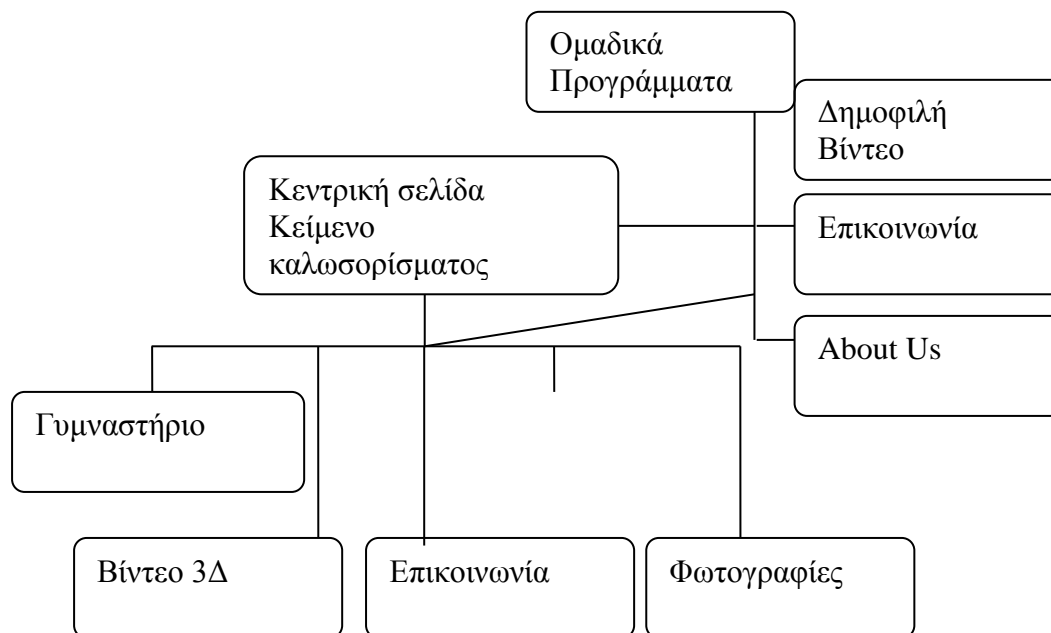 Ομαδικά
Προγράμματα
Δημοφιλή
Βίντεο
Κεντρική σελίδα
Κείμενο
καλωσορίσματος
Επικοινωνία
About Us
Γυμναστήριο
Βίντεο 3Δ
Επικοινωνία
Φωτογραφίες